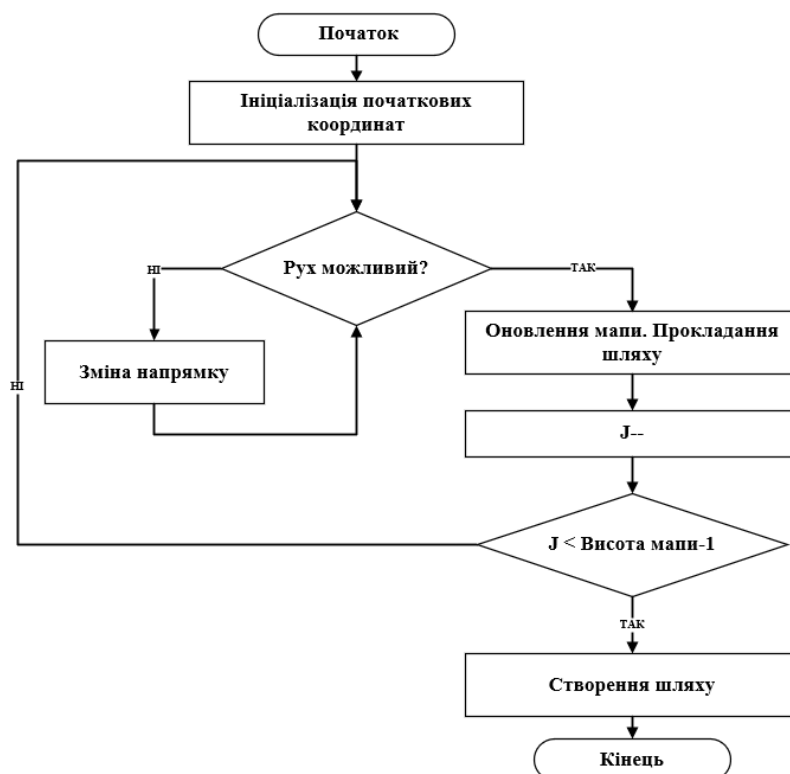 Початок
Ініціалізація початкових
координат
Рух можливий?
НІ
ТАК
Оновлення мапи. Прокладання
шляху
Зміна напрямку
НІ
J--
J < Висота мапи-1
ТАК
Створення шляху
Кінець